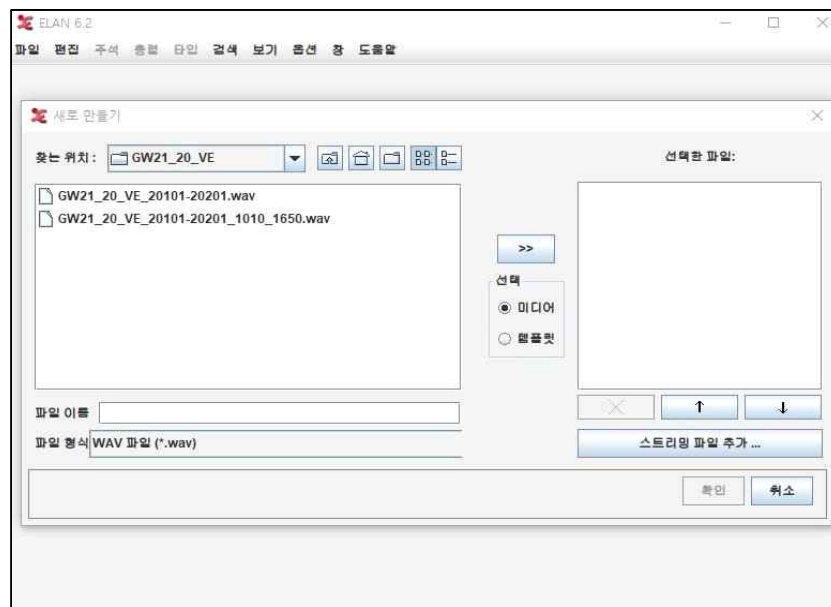 ELAN 6.2
파일 편집 주석 층렬 타입 검색 보기 옵션 창 도움말
새로 만들기
찾는 위치 : GW21_20_VE
선택한 파일:
GW21_20_VE_20101-20201.wav
GW21_20_VE_20101-20201_1010_1650.wav
>>
선택
미디어
템플릿
파일 이름
파일 형식 WAV 파일 (*.wav)
스트리밍 파일 추가 ...
확인 취소